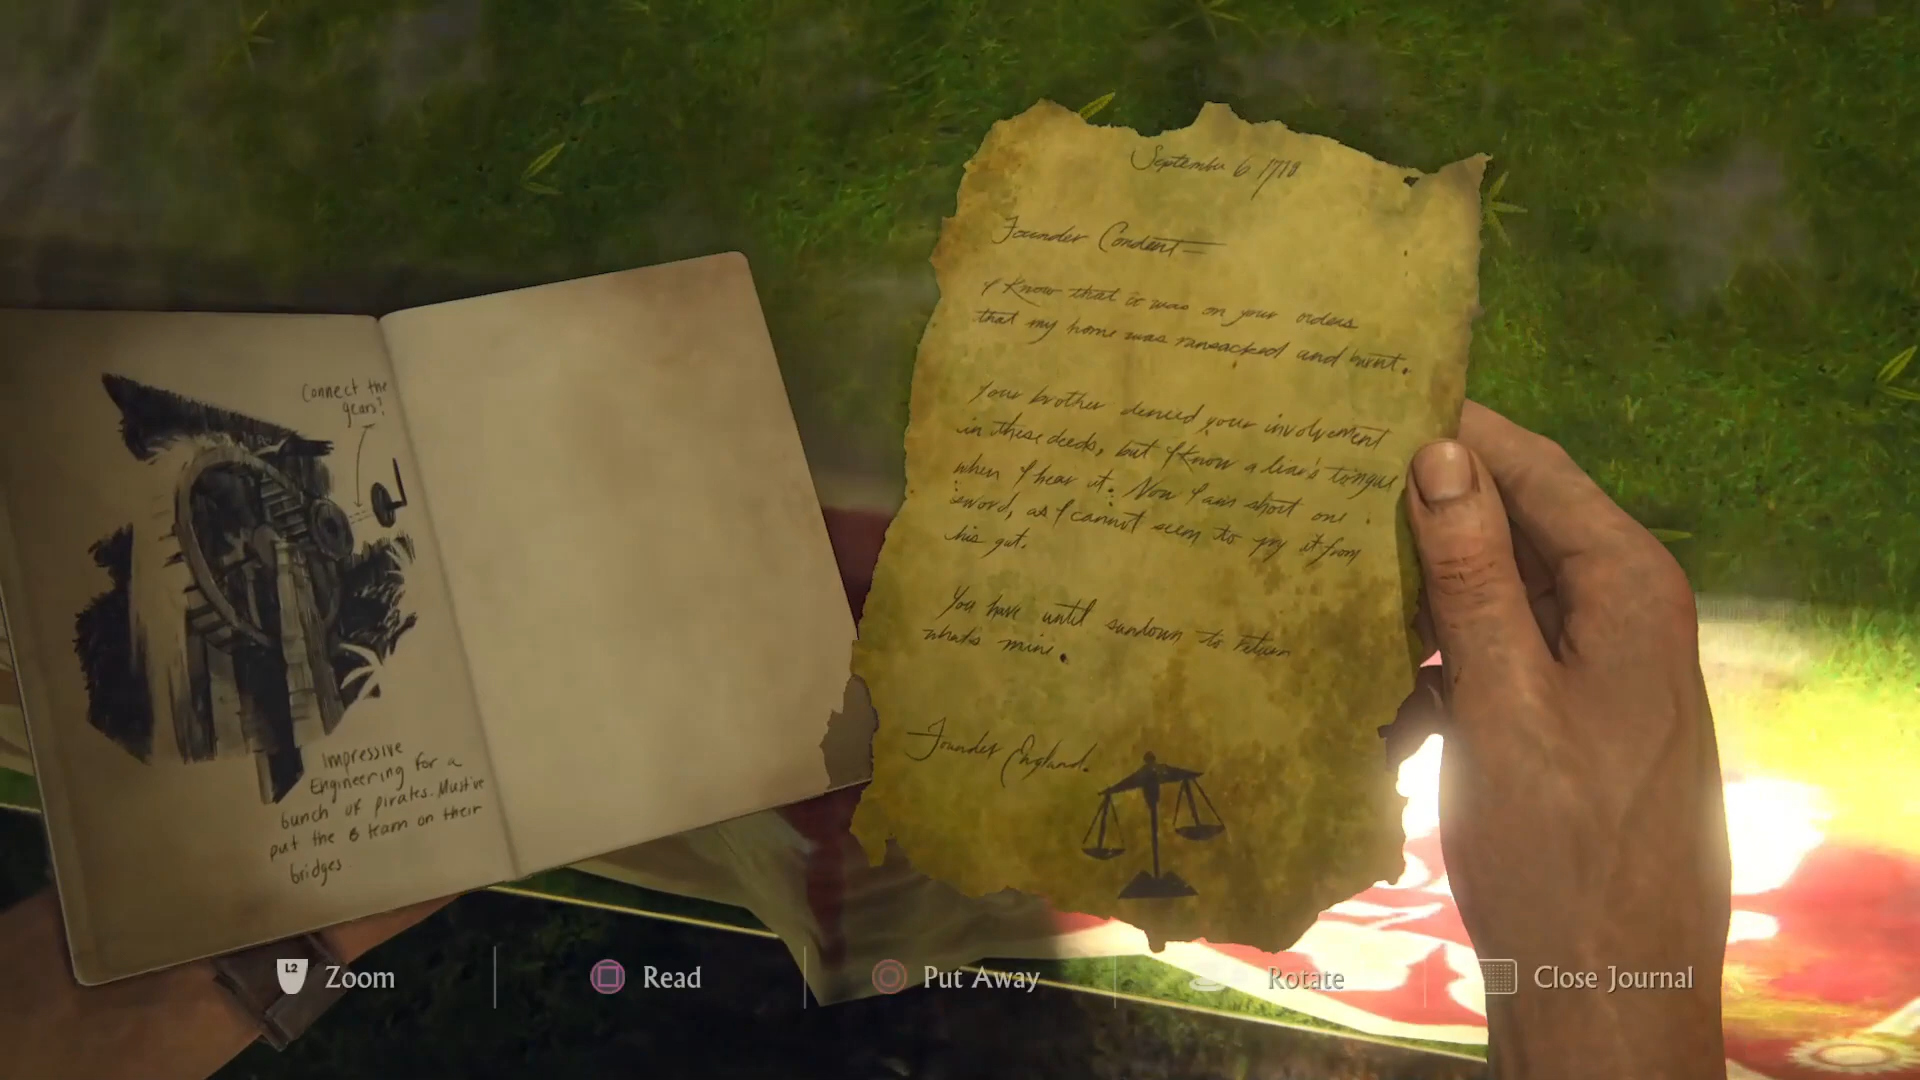 Connect the
gears?
Impressive
Engineering for a
bunch of pirates. Must've
put the B team on their
bridges
September 6 1718
Founder Condent—
I Know that it was on your orders
that my home was ransacked and burnt.
Your brother denied your involvement
in these deeds, but I Know a liar's tongue
when I hear it. Now I am short one
sword, as I cannot seem to pry it from
his gut.
You have until sundown to return
what's mine.
Founder England.
L2 Zoom
Read
Put Away
Rotate
Close Journal